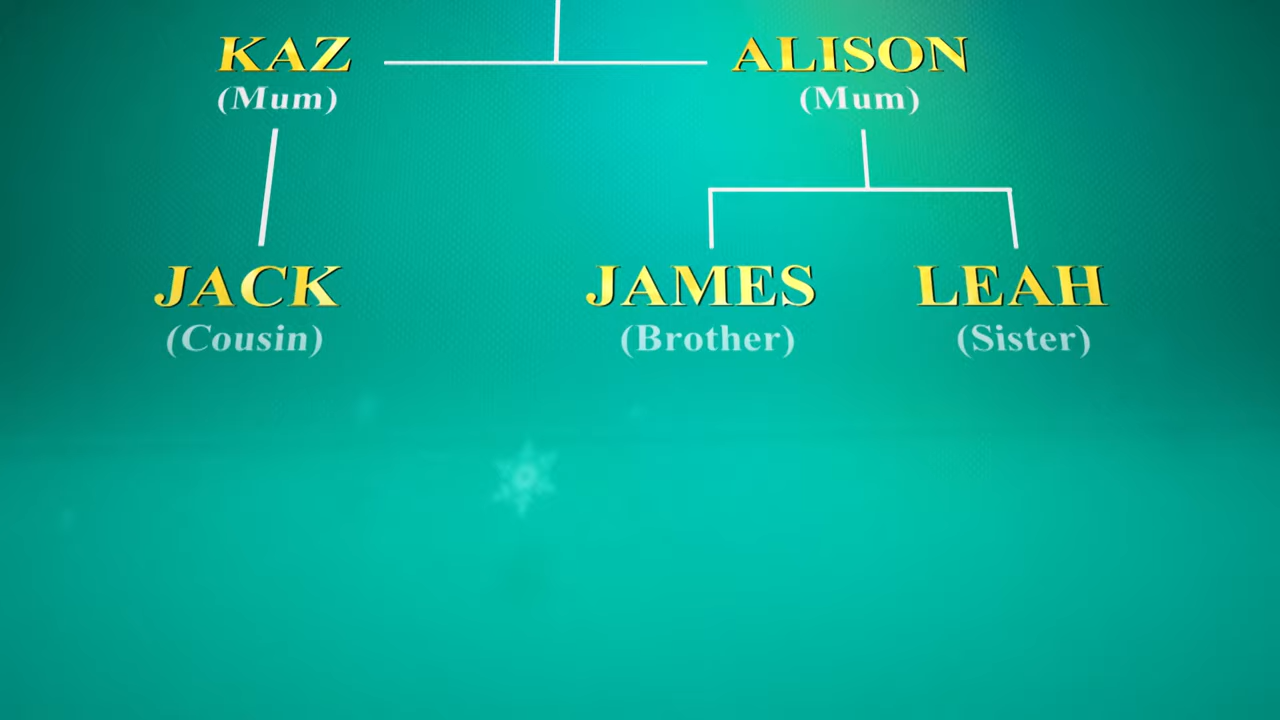 KAZ ALISON
(Mum) (Mum)
JACK JAMES LEAH
(Cousin) (Brother) (Sister)